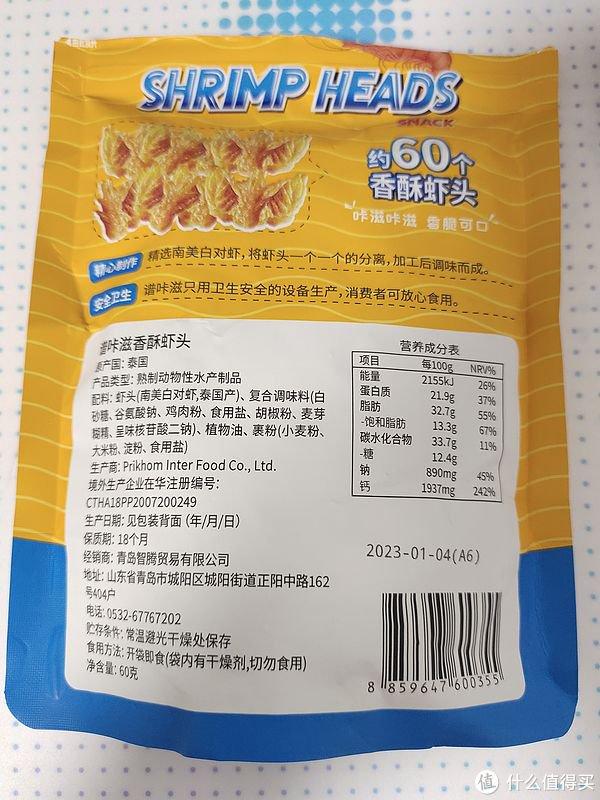 SHRIMP HEADS
SNACK
约60个
香酥虾头
咔滋咔滋 香脆可口
精心制作 精选南美白对虾,将虾头一个一个的分离,加工后调味而成。
安全卫生 谱咔滋只用卫生安全的设备生产,消费者可放心食用。
谱咔滋香酥虾头
原产国: 泰国
产品类型: 熟制动物性水产制品
配料: 虾头(南美白对虾,泰国产)、复合调味料(白
砂糖、谷氨酸钠、鸡肉粉、食用盐、胡椒粉、麦芽
糊精、呈味核苷酸二钠)、植物油、裹粉(小麦粉、
大米粉、淀粉、食用盐)
生产商: Prikhom Inter Food Co., Ltd.
境外生产企业在华注册编号:
CTHA18PP2007200249
生产日期: 见包装背面 (年/月/日)
保质期: 18个月
经销商: 青岛智腾贸易有限公司
地址: 山东省青岛市城阳区城阳街道正阳中路162
号404户
电话: 0532-67767202
贮存条件: 常温避光干燥处保存
食用方法: 开袋即食(袋内有干燥剂,切勿食用)
净含量: 60克
营养成分表
项目 每100g NRV%
能量 2155kJ 26%
蛋白质 21.9g 37%
脂肪 32.7g 55%
-饱和脂肪 13.3g 67%
碳水化合物 33.7g 11%
-糖 12.4g
钠 890mg 45%
钙 1937mg 242%
2023-01-04(A6)
8 859647 600355
值 什么值得买